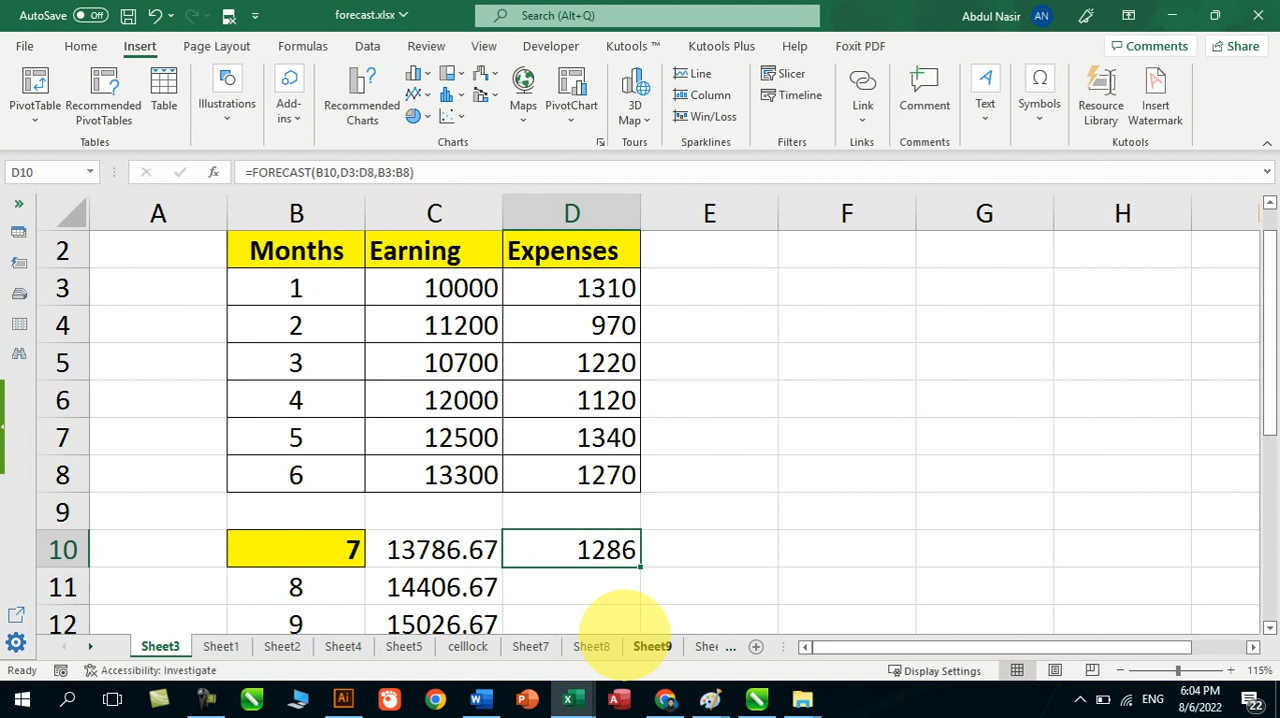 AutoSave Off forecast.xlsx Search (Alt+Q) Abdul Nasir AN
File Home Insert Page Layout Formulas Data Review View Developer Kutools ™ Kutools Plus Help Foxit PDF Comments Share
PivotTable Recommended PivotTables Table Illustrations Add-ins Recommended Charts Maps PivotChart 3D Map Line Column Win/Loss Slicer Timeline Link Comment Text Symbols Resource Library Insert Watermark
Tables Charts Tours Sparklines Filters Links Comments Kutools
D10 fx =FORECAST(B10,D3:D8,B3:B8)
A B C D E F G H
2 Months Earning Expenses
3 1 10000 1310
4 2 11200 970
5 3 10700 1220
6 4 12000 1120
7 5 12500 1340
8 6 13300 1270
9
10 7 13786.67 1286
11 8 14406.67
12 9 15026.67
Sheet3 Sheet1 Sheet2 Sheet4 Sheet5 celllock Sheet7 Sheet8 Sheet9 Shee ...
Ready Accessibility: Investigate Display Settings 115%
ENG 6:04 PM
8/6/2022 22